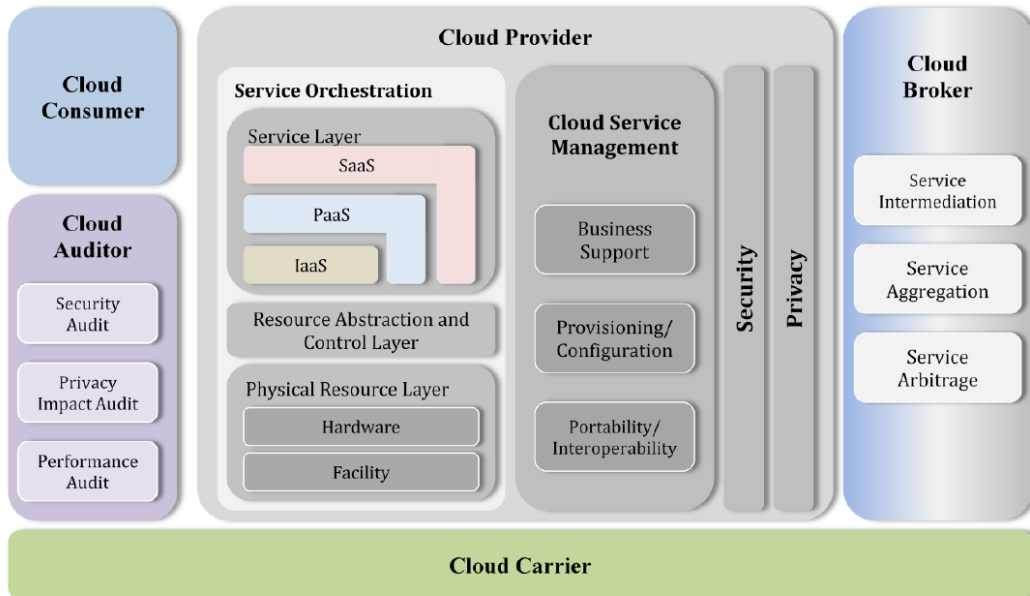 Cloud
Consumer
Cloud
Auditor
Security
Audit
Privacy
Impact Audit
Performance
Audit
Cloud Provider
Service Orchestration
Service Layer
SaaS
PaaS
IaaS
Resource Abstraction and
Control Layer
Physical Resource Layer
Hardware
Facility
Cloud Service
Management
Business
Support
Provisioning/
Configuration
Portability/
Interoperability
Security
Privacy
Cloud
Broker
Service
Intermediation
Service
Aggregation
Service
Arbitrage
Cloud Carrier